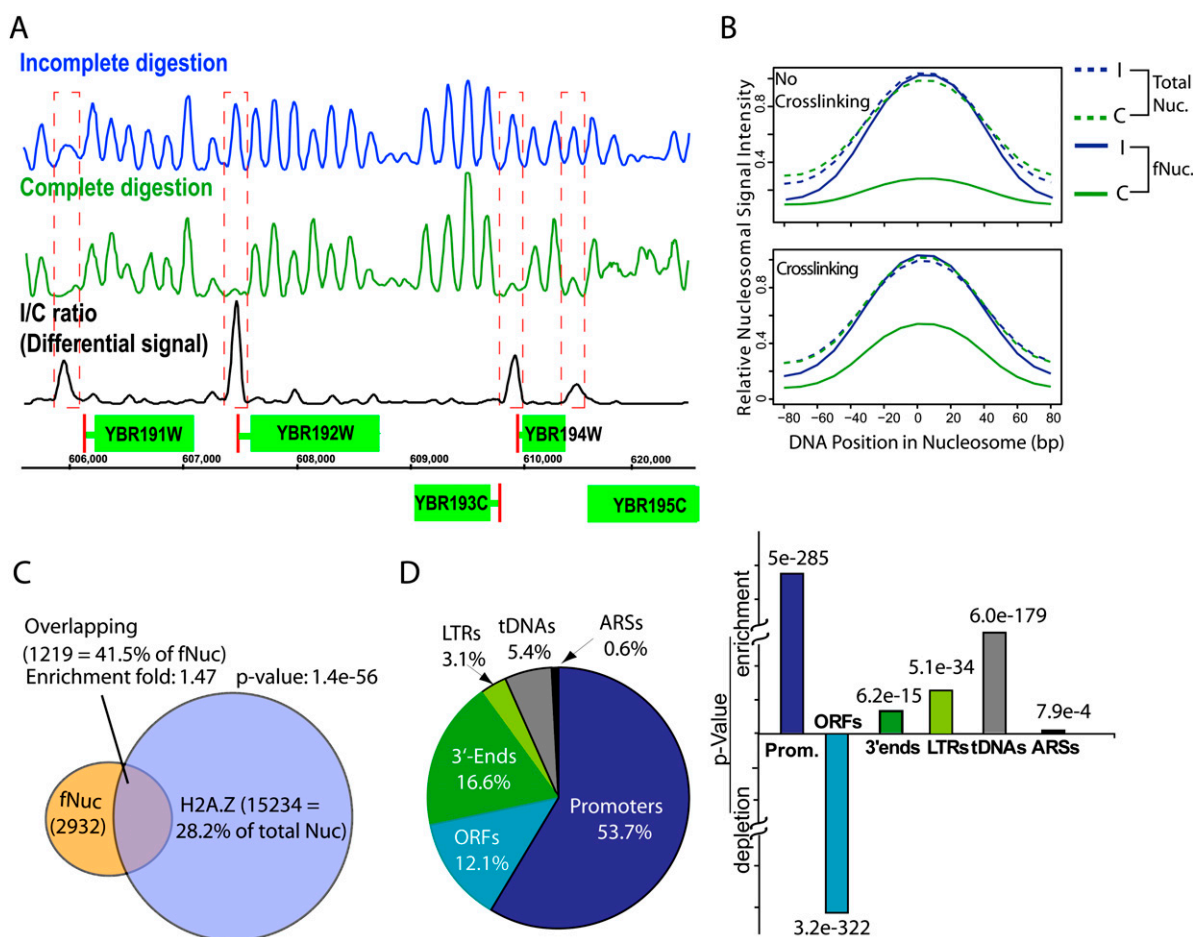 A
Incomplete digestion
Complete digestion
I/C ratio
(Differential signal)
YBR191W
YBR192W
YBR194W
606,000
607,000
608,000
609,000
610,000
620,000
YBR193C
YBR195C
B
No
Crosslinking
0.8
0.4
Crosslinking
0.8
0.4
0
Relative Nucleosomal Signal Intensity
-80 -60 -40 -20 0 20 40 60 80
DNA Position in Nucleosome (bp)
I
C
Total
Nuc.
I
C
fNuc.
C
Overlapping
(1219 = 41.5% of fNuc)
Enrichment fold: 1.47 p-value: 1.4e-56
fNuc
(2932)
H2A.Z (15234 =
28.2% of total Nuc)
D
LTRs
3.1%
tDNAs
5.4%
ARSs
0.6%
3'-Ends
16.6%
ORFs
12.1%
Promoters
53.7%
p-Value
enrichment
depletion
5e-285
Prom.
ORFs
3.2e-322
6.2e-15
3'ends
5.1e-34
LTRs
6.0e-179
tDNAs
7.9e-4
ARSs